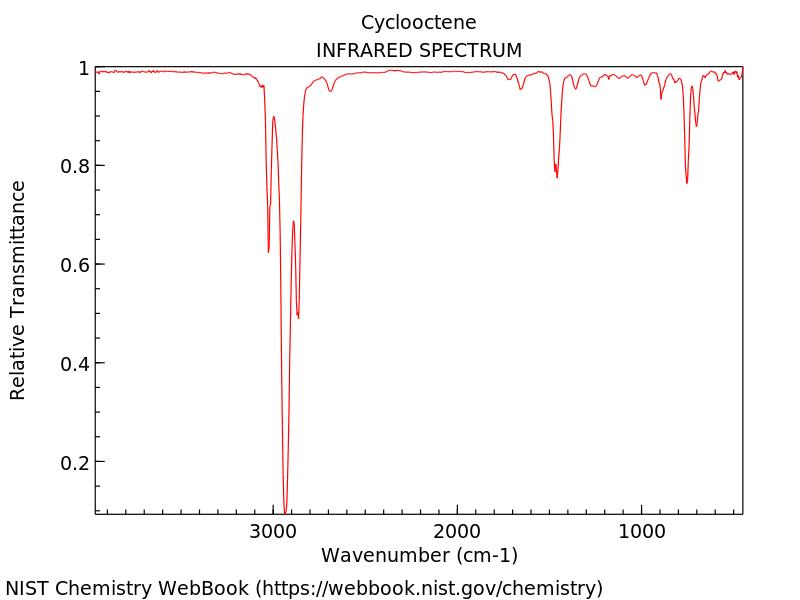 Cyclooctene
INFRARED SPECTRUM
1
0.8
0.6
0.4
0.2
Relative Transmittance
3000 2000 1000
Wavenumber (cm-1)
NIST Chemistry WebBook (https://webbook.nist.gov/chemistry)